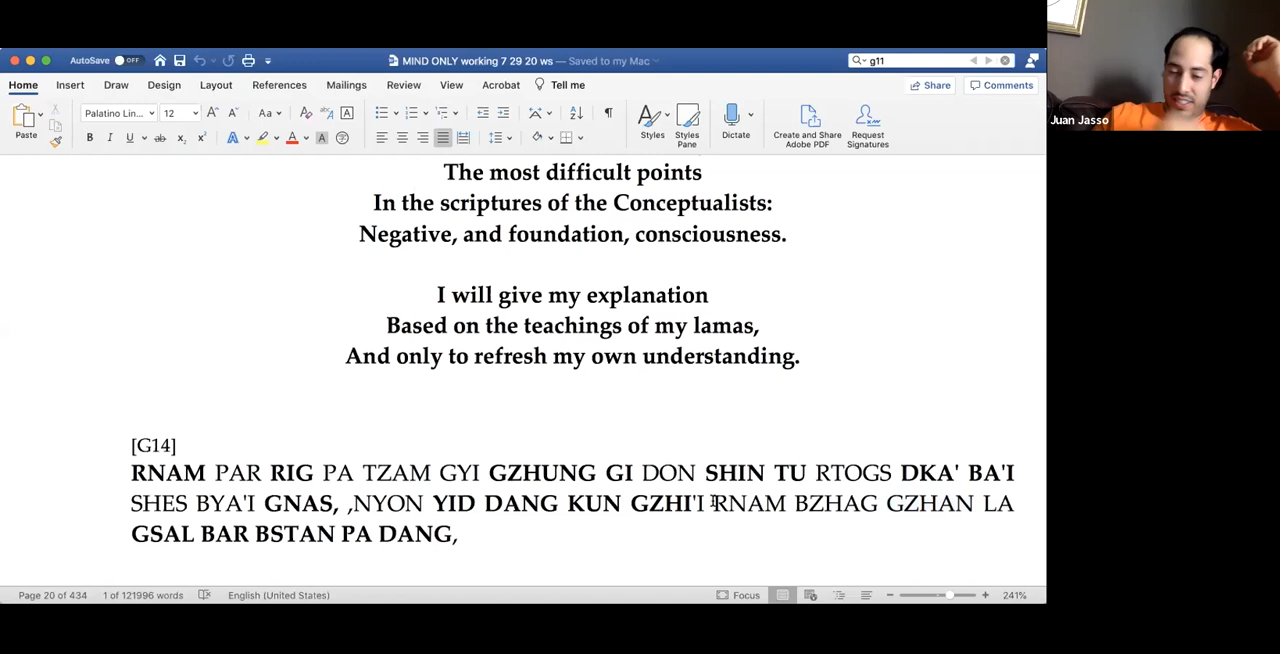 AutoSave OFF MIND ONLY working 7 29 20 ws — Saved to my Mac g11
Home Insert Draw Design Layout References Mailings Review View Acrobat Tell me Share Comments
Paste Palatino Lin... 12 Aa Styles Styles Pane Dictate Create and Share Adobe PDF Request Signatures
Juan Jasso
The most difficult points
In the scriptures of the Conceptualists:
Negative, and foundation, consciousness.
I will give my explanation
Based on the teachings of my lamas,
And only to refresh my own understanding.
[G14]
RNAM PAR RIG PA TZAM GYI GZHUNG GI DON SHIN TU RTOGS DKA' BA'I
SHES BYA'I GNAS, ,NYON YID DANG KUN GZHI'I RNAM BZHAG GZHAN LA
GSAL BAR BSTAN PA DANG,
Page 20 of 434 1 of 121996 words English (United States) Focus 241%